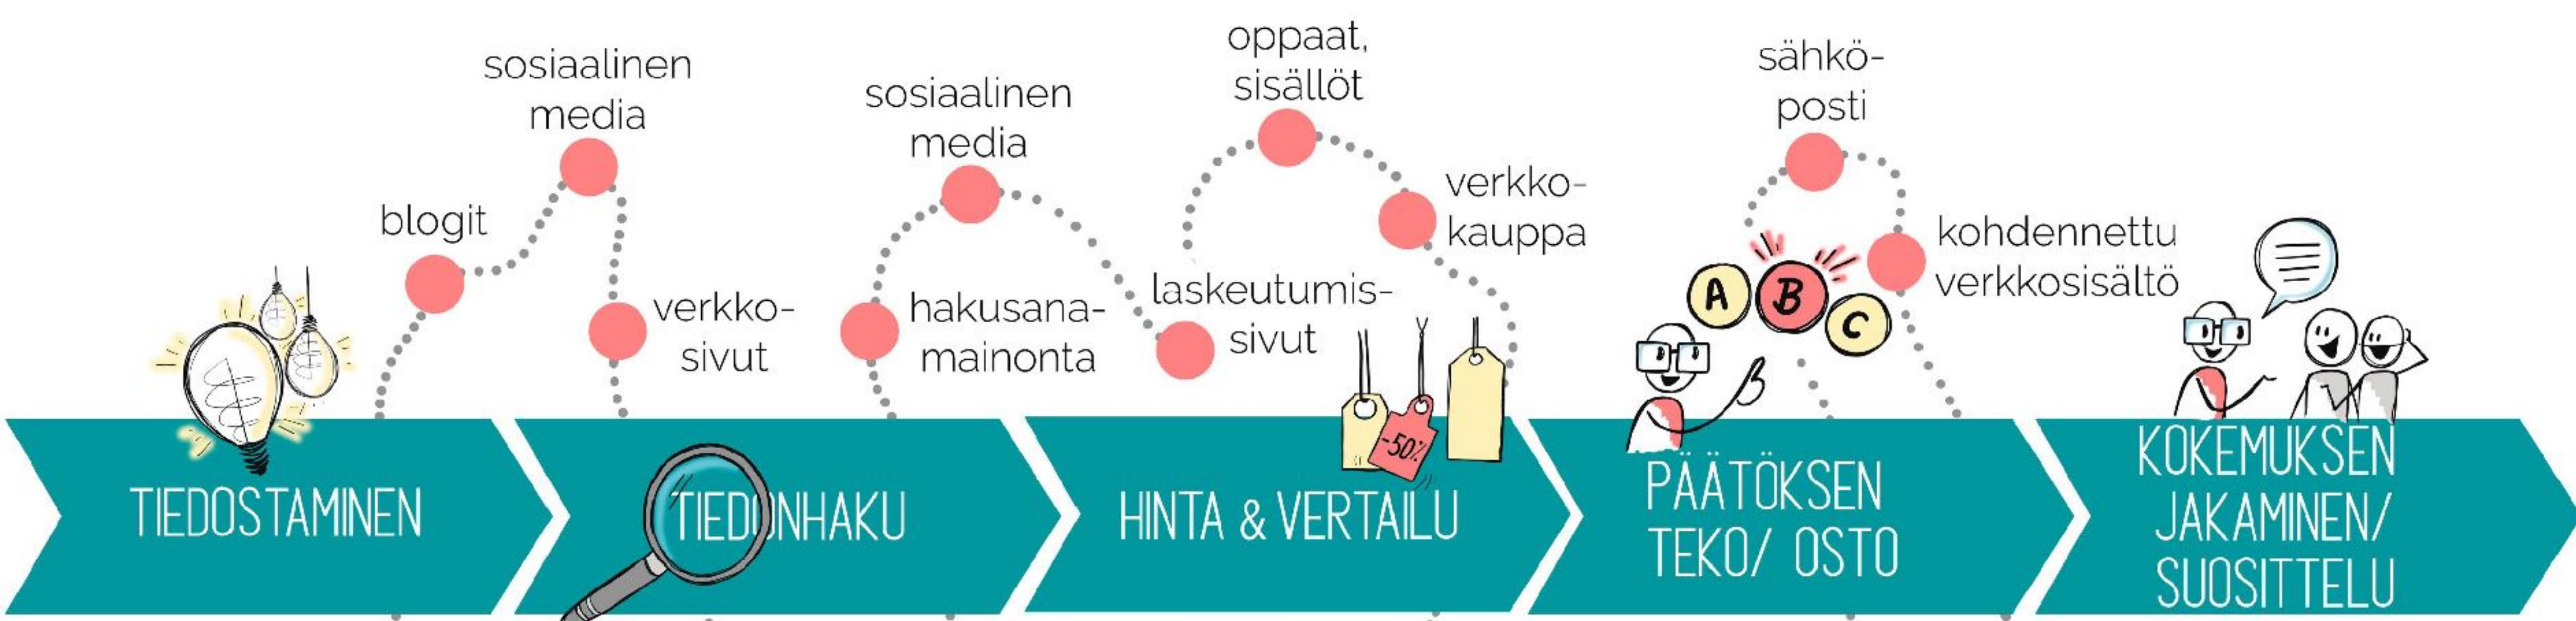 sosiaalinen
media
blogit
verkko-
sivut
sosiaalinen
media
hakusana-
mainonta
laskeutumis-
sivut
oppaat,
sisällöt
verkko-
kauppa
sähkö-
posti
kohdennettu
verkkosisältö
A B C
-50%
TIEDOSTAMINEN
TIEDONHAKU
HINTA & VERTAILU
PÄÄTÖKSEN
TEKO/ OSTO
KOKEMUKSEN
JAKAMINEN/
SUOSITTELU